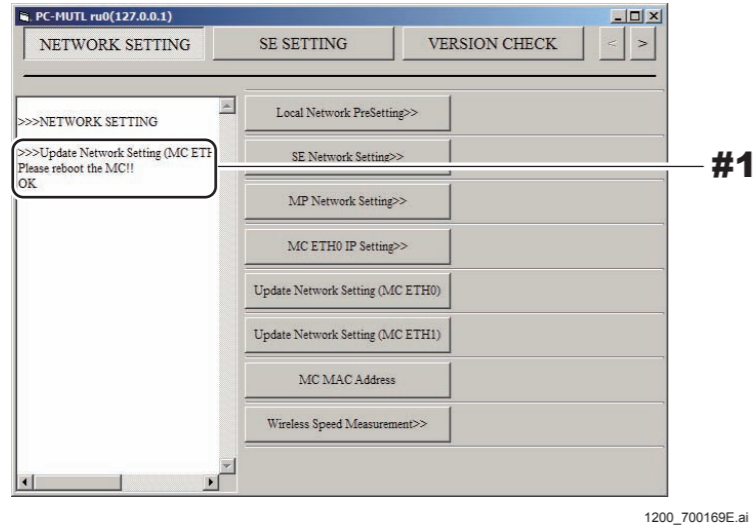 PC-MUTL ru0(127.0.0.1)
NETWORK SETTING
SE SETTING
VERSION CHECK
<
>
>>>NETWORK SETTING
>>>Update Network Setting (MC ETH
Please reboot the MC!!
OK
Local Network PreSetting>>
SE Network Setting>>
MP Network Setting>>
MC ETH0 IP Setting>>
Update Network Setting (MC ETH0)
Update Network Setting (MC ETH1)
MC MAC Address
Wireless Speed Measurement>>
#1
1200_700169E.ai